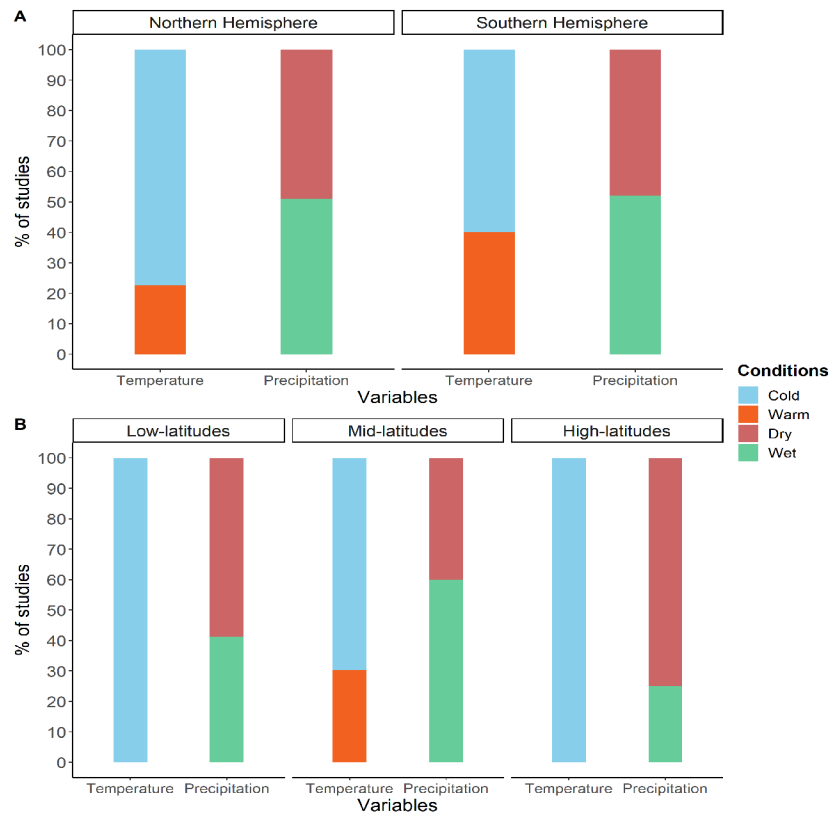 A
Northern Hemisphere
Southern Hemisphere
% of studies
100
90
80
70
60
50
40
30
20
10
0
Temperature
Precipitation
Temperature
Precipitation
Variables
Conditions
Cold
Warm
Dry
Wet
B
Low-latitudes
Mid-latitudes
High-latitudes
% of studies
100
90
80
70
60
50
40
30
20
10
0
Temperature
Precipitation
Temperature
Precipitation
Temperature
Precipitation
Variables